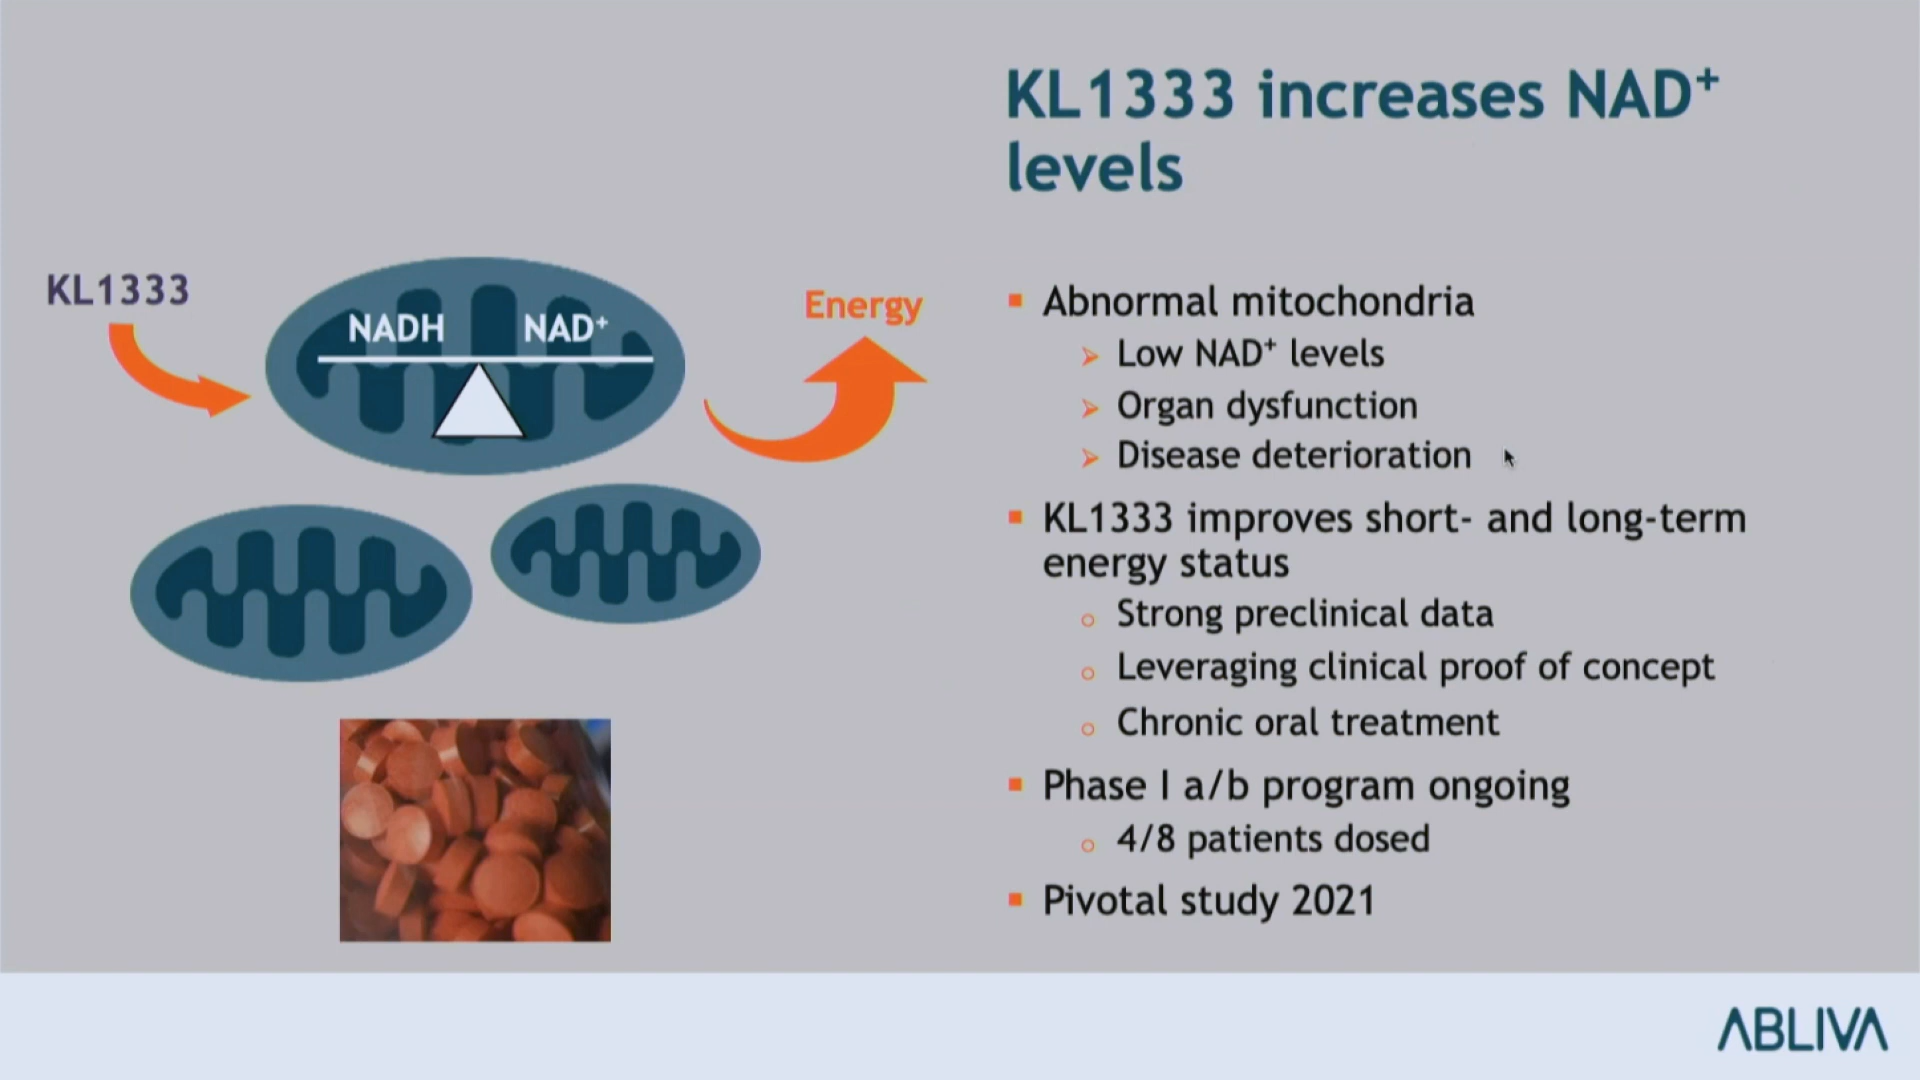 KL1333 increases NAD⁺
levels
KL1333
NADH NAD⁺
Energy
Abnormal mitochondria
Low NAD⁺ levels
Organ dysfunction
Disease deterioration
KL1333 improves short- and long-term
energy status
Strong preclinical data
Leveraging clinical proof of concept
Chronic oral treatment
Phase I a/b program ongoing
4/8 patients dosed
Pivotal study 2021
ABLIVA